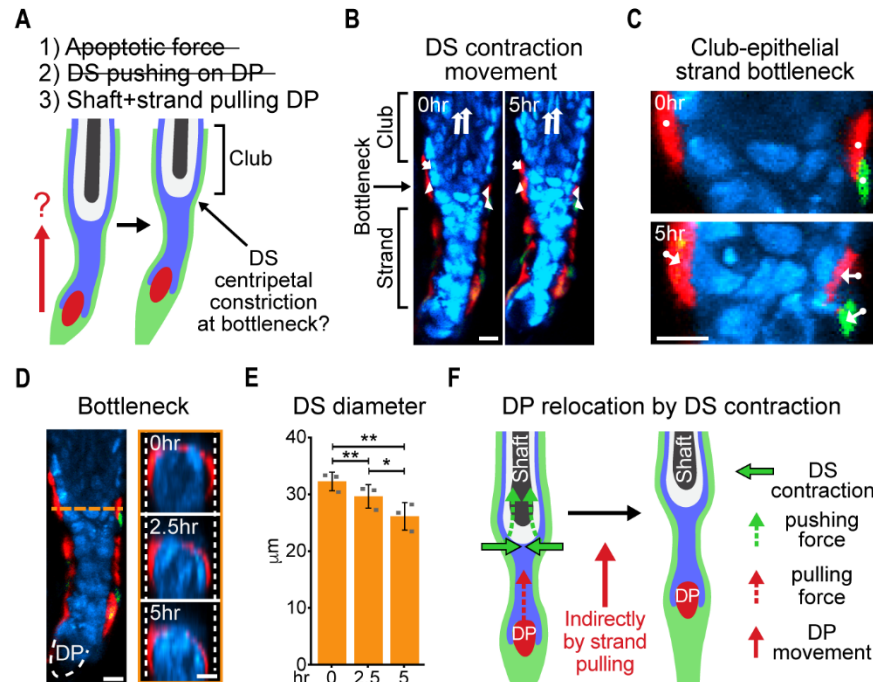 A
1) Apoptotic force
2) DS pushing on DP
3) Shaft+strand pulling DP
Club
?
DS
centripetal
constriction
at bottleneck?
B
DS contraction
movement
0hr
5hr
Club
Bottleneck
Strand
C
Club-epithelial
strand bottleneck
0hr
5hr
D
Bottleneck
DP
0hr
2.5hr
5hr
E
DS diameter
40
30
20
10
0
μm
**
**
*
hr 0 2.5 5
F
DP relocation by DS contraction
Shaft
DP
Indirectly
by strand
pulling
Shaft
DP
DS
contraction
pushing
force
pulling
force
DP
movement